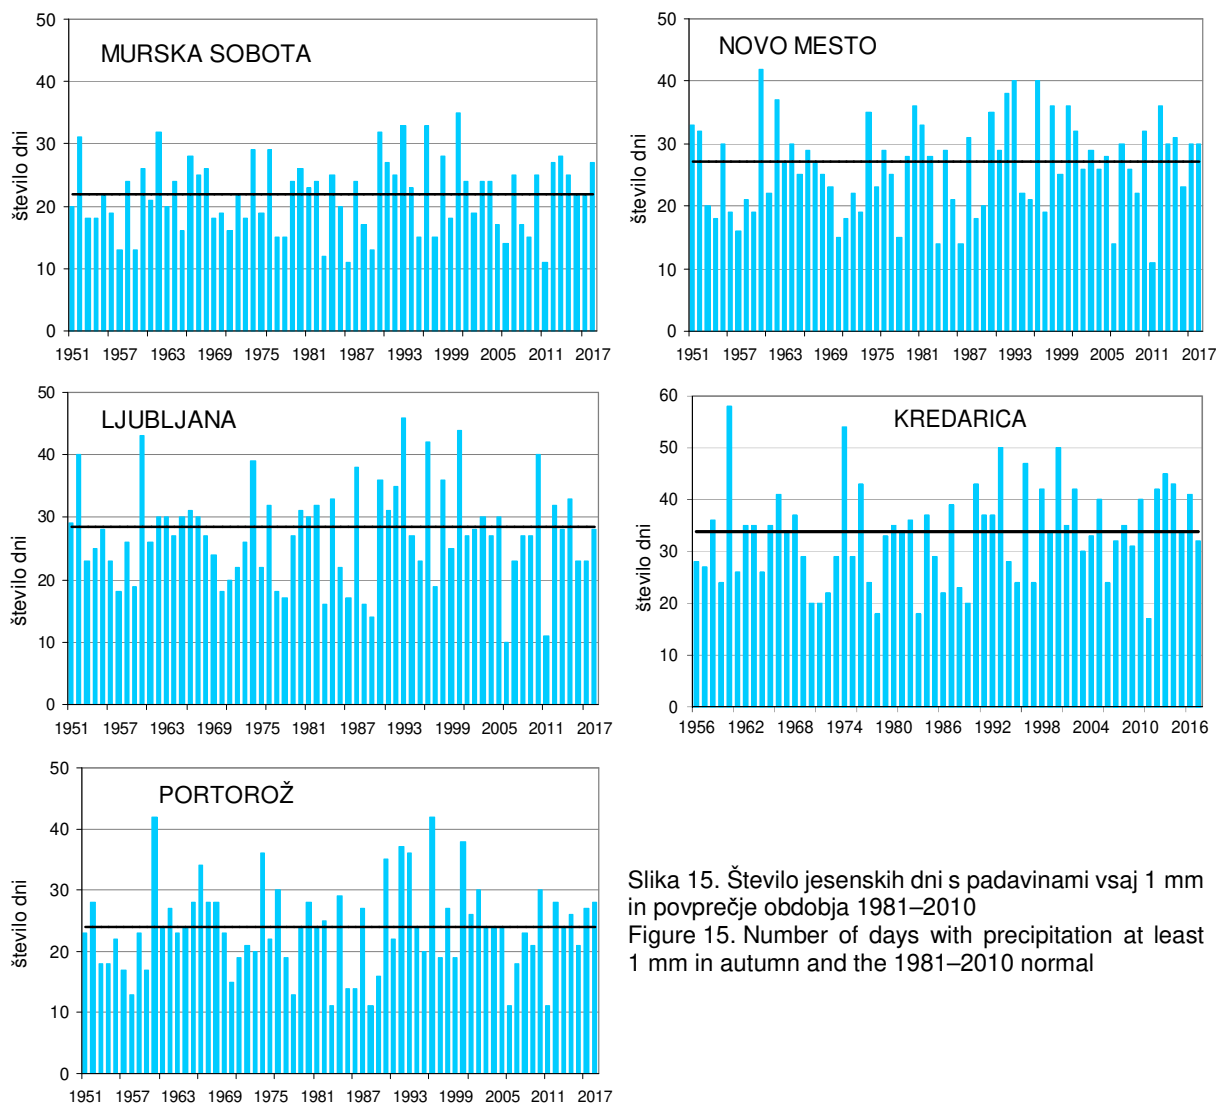 MURSKA SOBOTA
število dni
50
40
30
20
10
0
1951 1957 1963 1969 1975 1981 1987 1993 1999 2005 2011 2017
NOVO MESTO
število dni
50
40
30
20
10
0
1951 1957 1963 1969 1975 1981 1987 1993 1999 2005 2011 2017
LJUBLJANA
število dni
50
40
30
20
10
0
1951 1957 1963 1969 1975 1981 1987 1993 1999 2005 2011 2017
KREDARICA
število dni
60
50
40
30
20
10
0
1956 1962 1968 1974 1980 1986 1992 1998 2004 2010 2016
PORTOROŽ
število dni
50
40
30
20
10
0
1951 1957 1963 1969 1975 1981 1987 1993 1999 2005 2011 2017
Slika 15. Število jesenskih dni s padavinami vsaj 1 mm
in povprečje obdobja 1981–2010
Figure 15. Number of days with precipitation at least
1 mm in autumn and the 1981–2010 normal